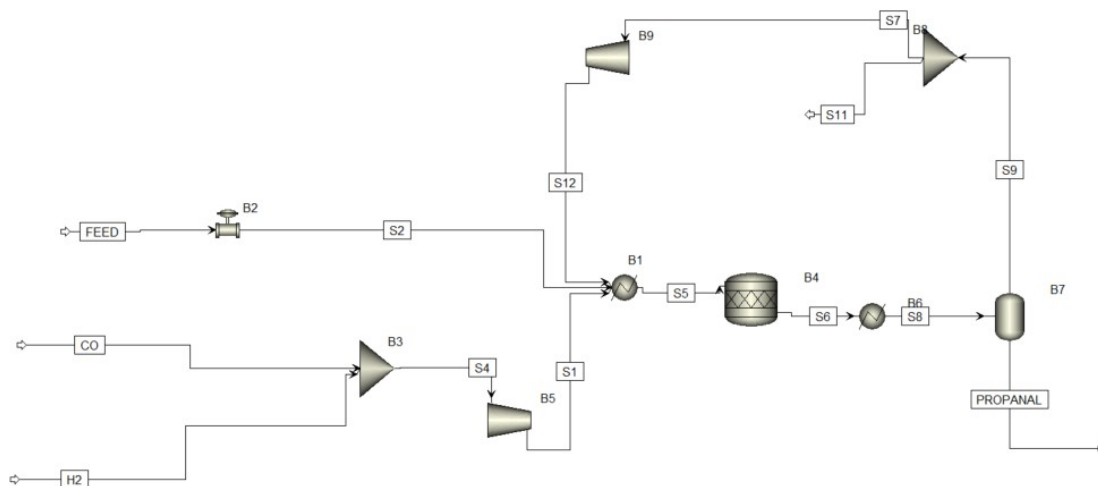 S7
B8
B9
S11
S12
S9
B2
FEED
S2
B1
S5
B4
S6
B6
S8
B7
CO
B3
S4
S1
B5
PROPANAL
H2